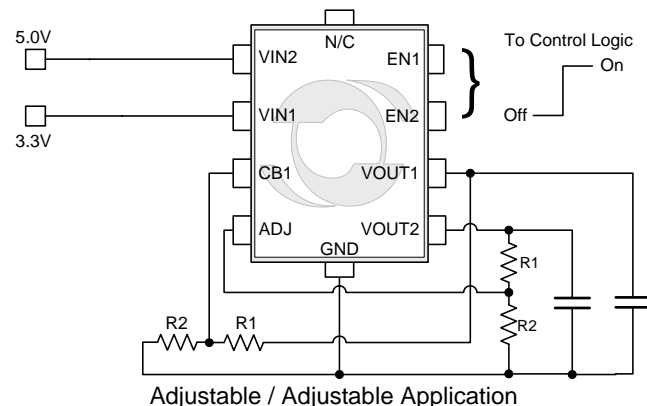 5.0V
N/C
To Control Logic
VIN2
EN1
On
VIN1
EN2
Off
3.3V
CB1
VOUT1
ADJ
VOUT2
GND
R1
R2
R1
R2
Adjustable / Adjustable Application